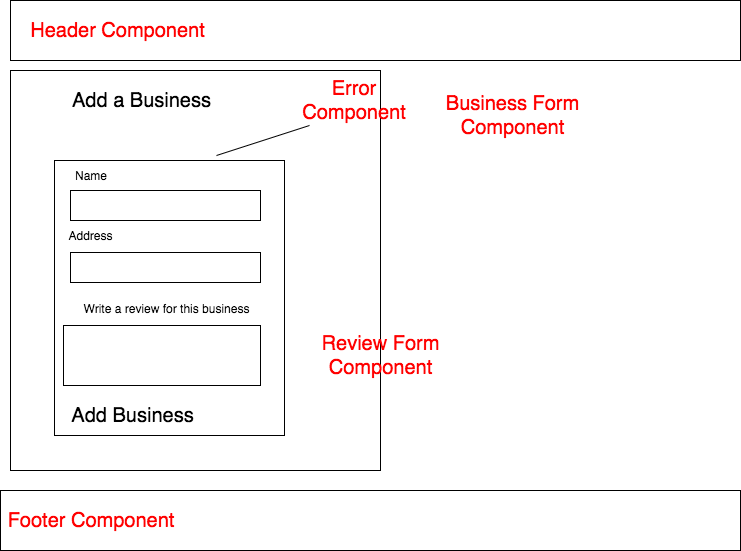 Header Component
Add a Business
Error
Component
Business Form
Component
Name
Address
Write a review for this business
Review Form
Component
Add Business
Footer Component